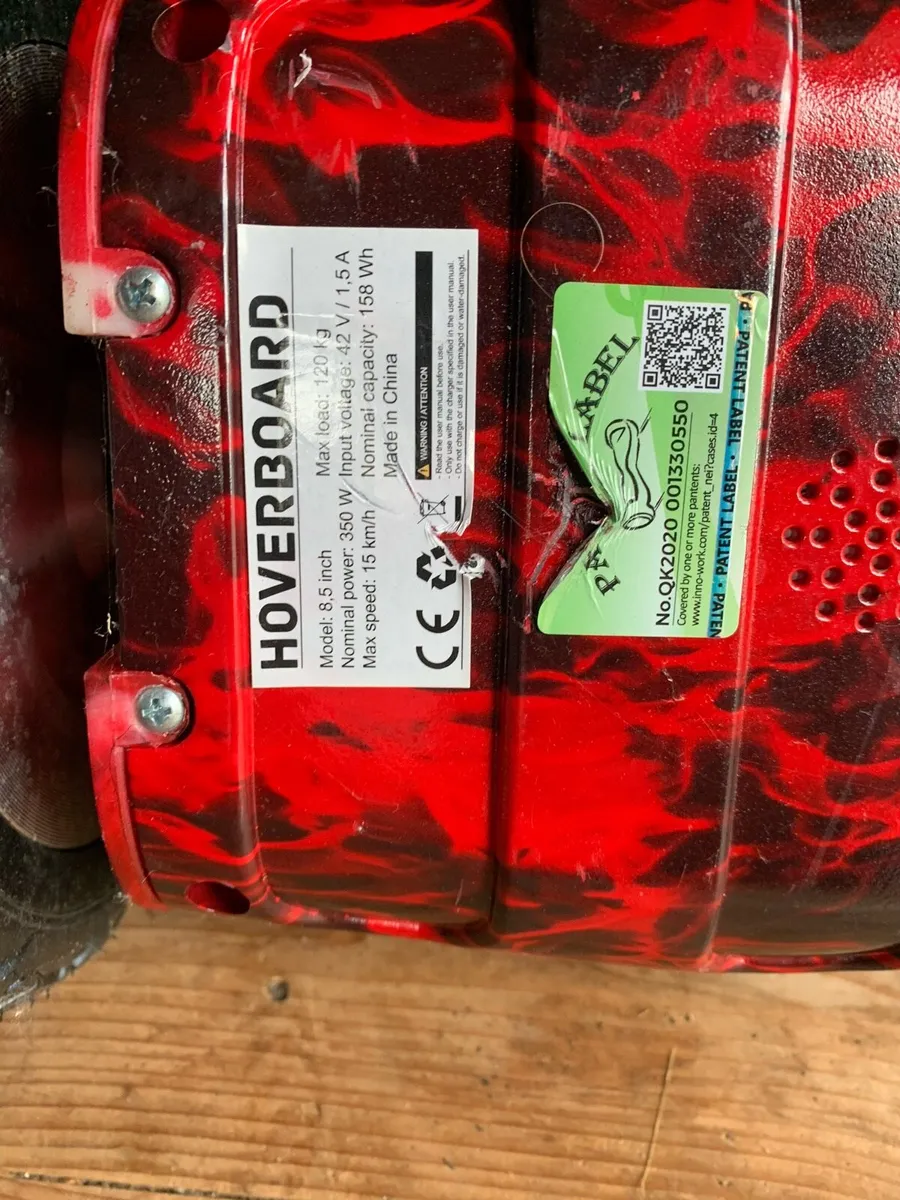 HOVERBOARD
Model: 8,5 inch Max load: 120 kg
Nominal power: 350 W Input voltage: 42 V / 1,5 A
Max speed: 15 km/h Nominal capacity: 158 Wh
Made in China
CE
WARNING / ATTENTION
- Read the user manual before use.
- Only use with the charger specified in the user manual.
- Do not charge or use if it is damaged or water-damaged.
LABEL
No.QK2020 001330550
Covered by one or more pantents:
www.inno-work.com/patent_nei?cases.id=4
PATENT LABEL · PATENT LABEL ·